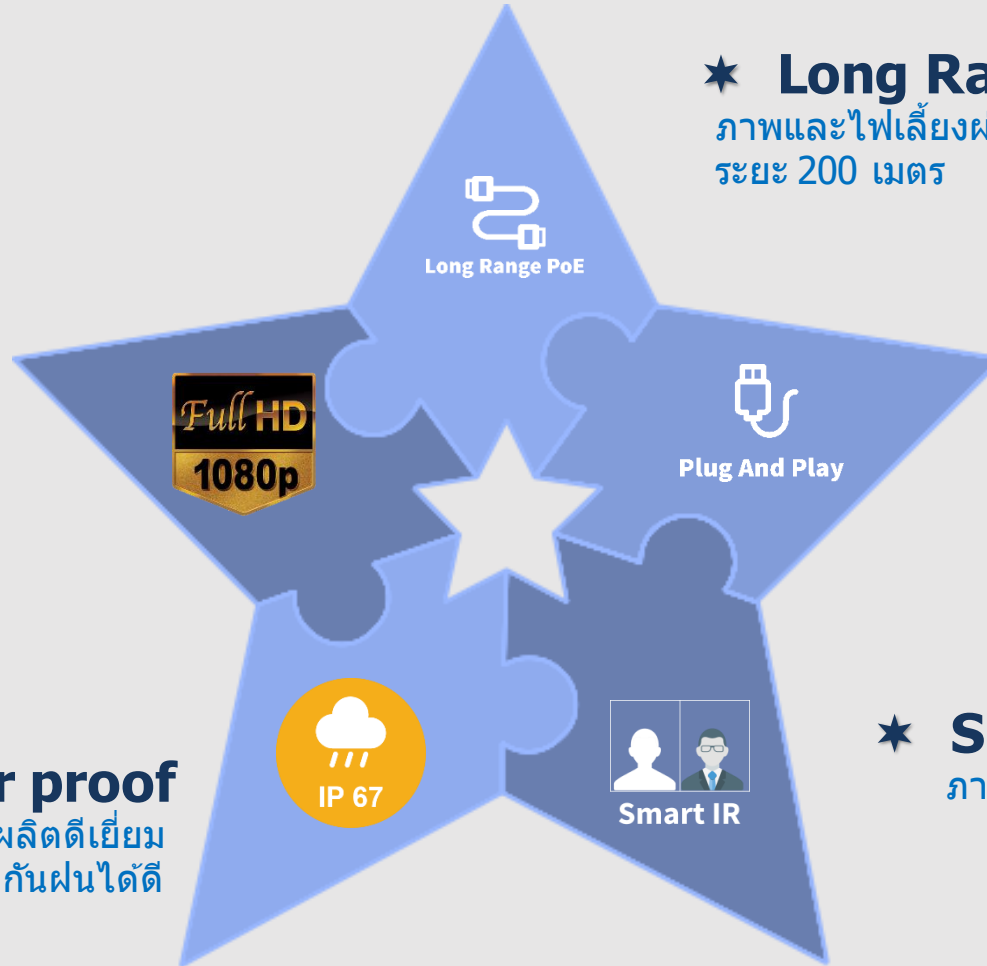 ✶ Long Ra
ภาพและไฟเลี้ยงผ
ระยะ 200 เมตร
Long Range PoE
Full HD
1080p
Plug And Play
IP 67
Smart IR
✶ S
ภา
r proof
ผลิตดีเยี่ยม
กันฝนได้ดี